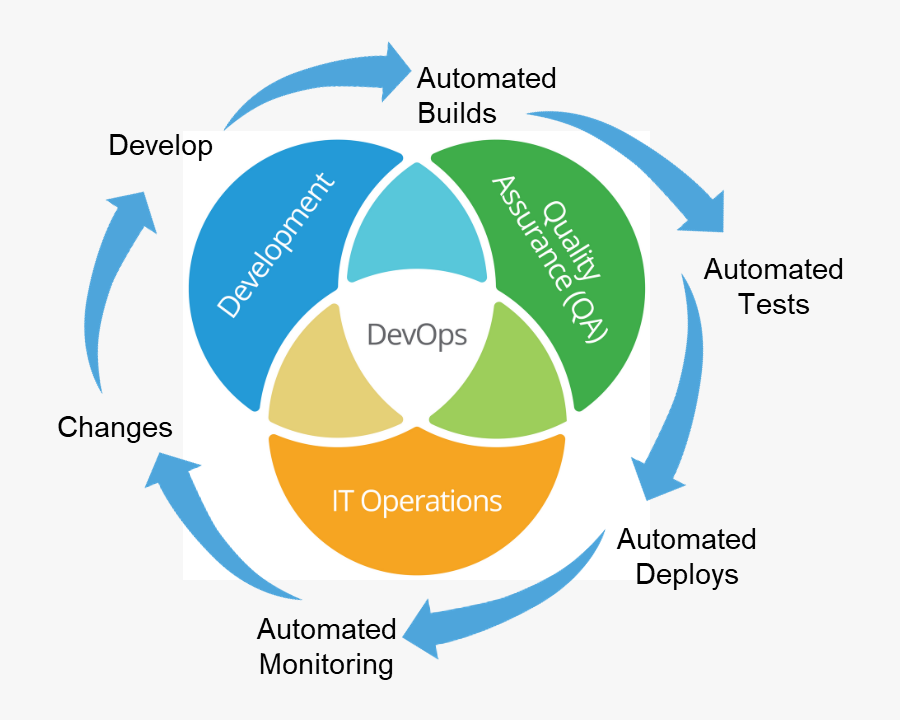 Automated
Builds
Develop
Development
Quality
Assurance (QA)
Automated
Tests
DevOps
Changes
IT Operations
Automated
Deploys
Automated
Monitoring